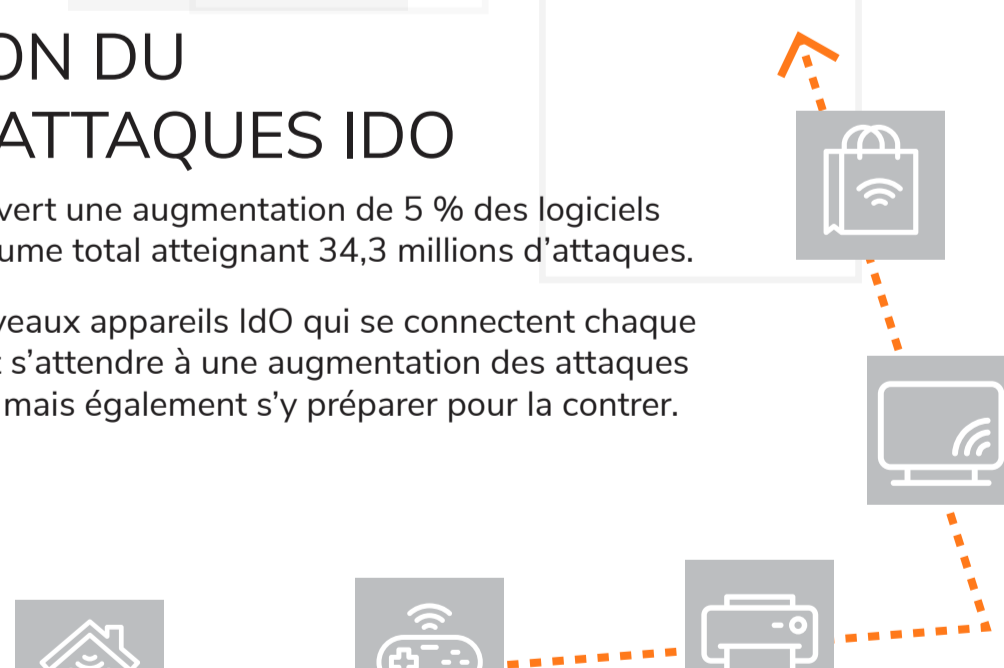 ON DU
ATTAQUES IDO
vert une augmentation de 5 % des logiciels
ume total atteignant 34,3 millions d’attaques.
veaux appareils IdO qui se connectent chaque
s’attendre à une augmentation des attaques
mais également s’y préparer pour la contrer.